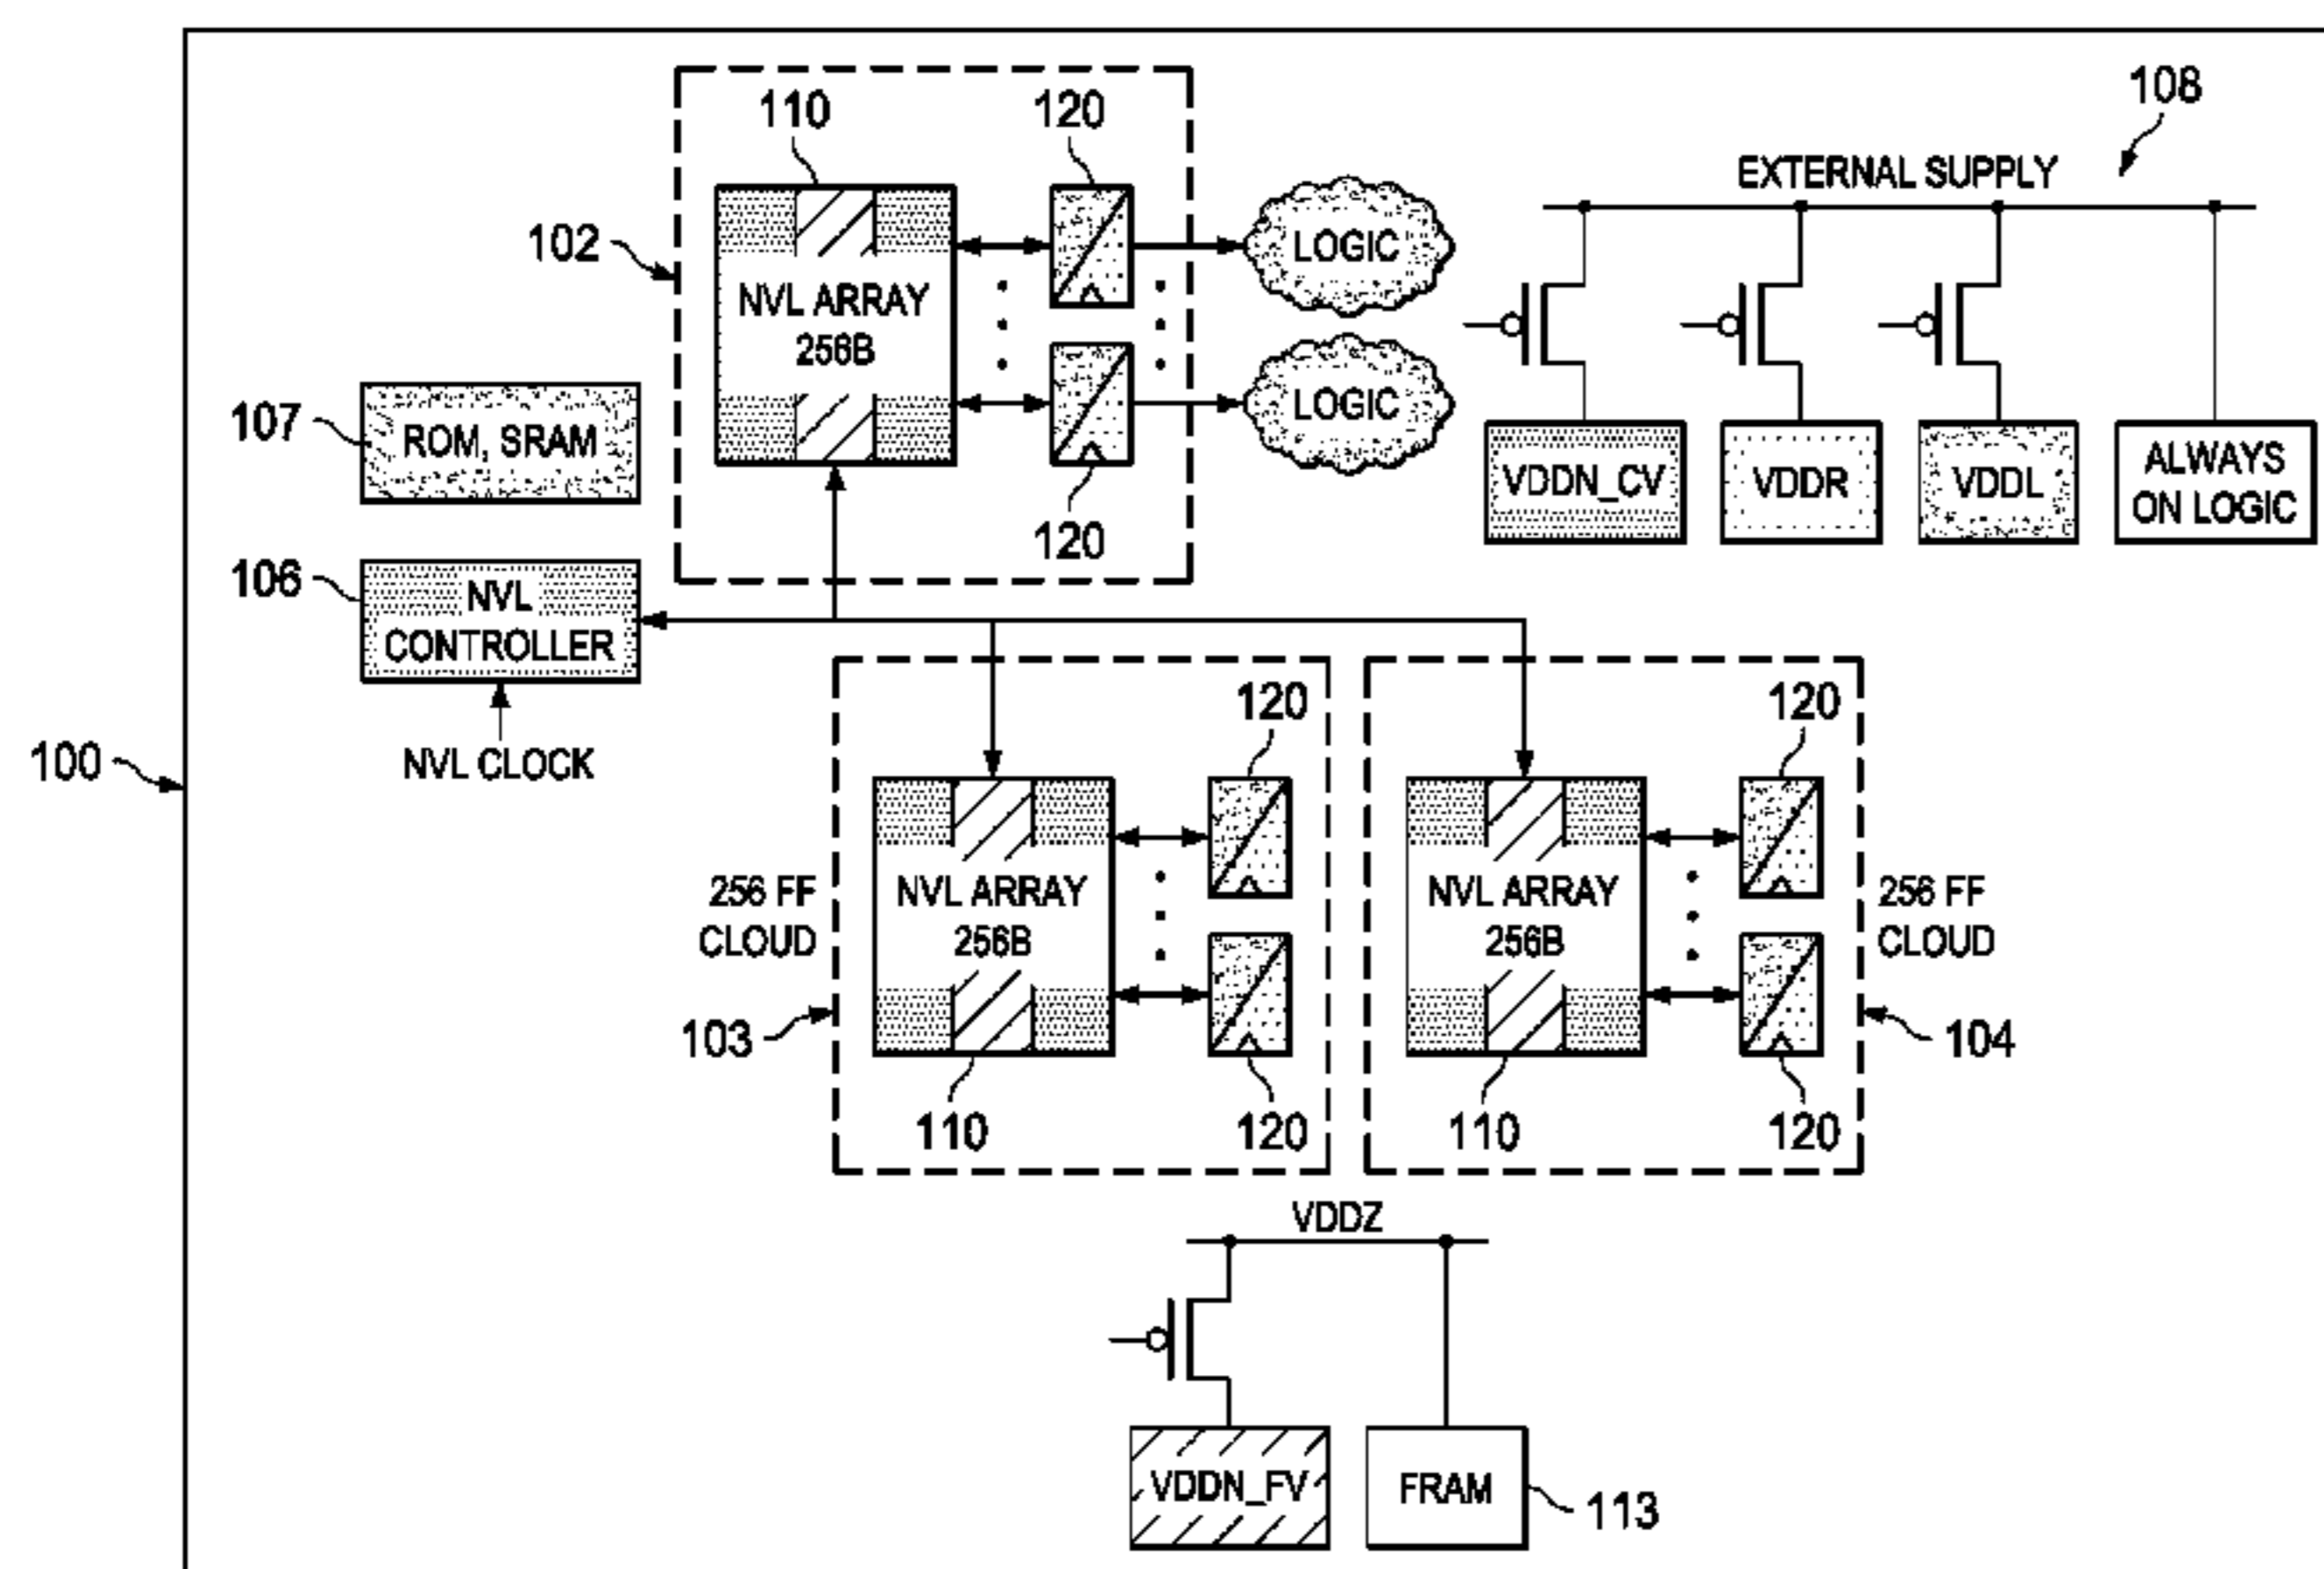 108
110
120
EXTERNAL SUPPLY
102
LOGIC
NVL ARRAY
256B
LOGIC
107
ROM, SRAM
VDDN_CV
VDDR
VDDL
ALWAYS
ON LOGIC
120
106
NVL
CONTROLLER
NVL CLOCK
100
120
120
256 FF
CLOUD
NVL ARRAY
256B
NVL ARRAY
256B
256 FF
CLOUD
103
104
110
120
110
120
VDDZ
VDDN_FV
FRAM
113